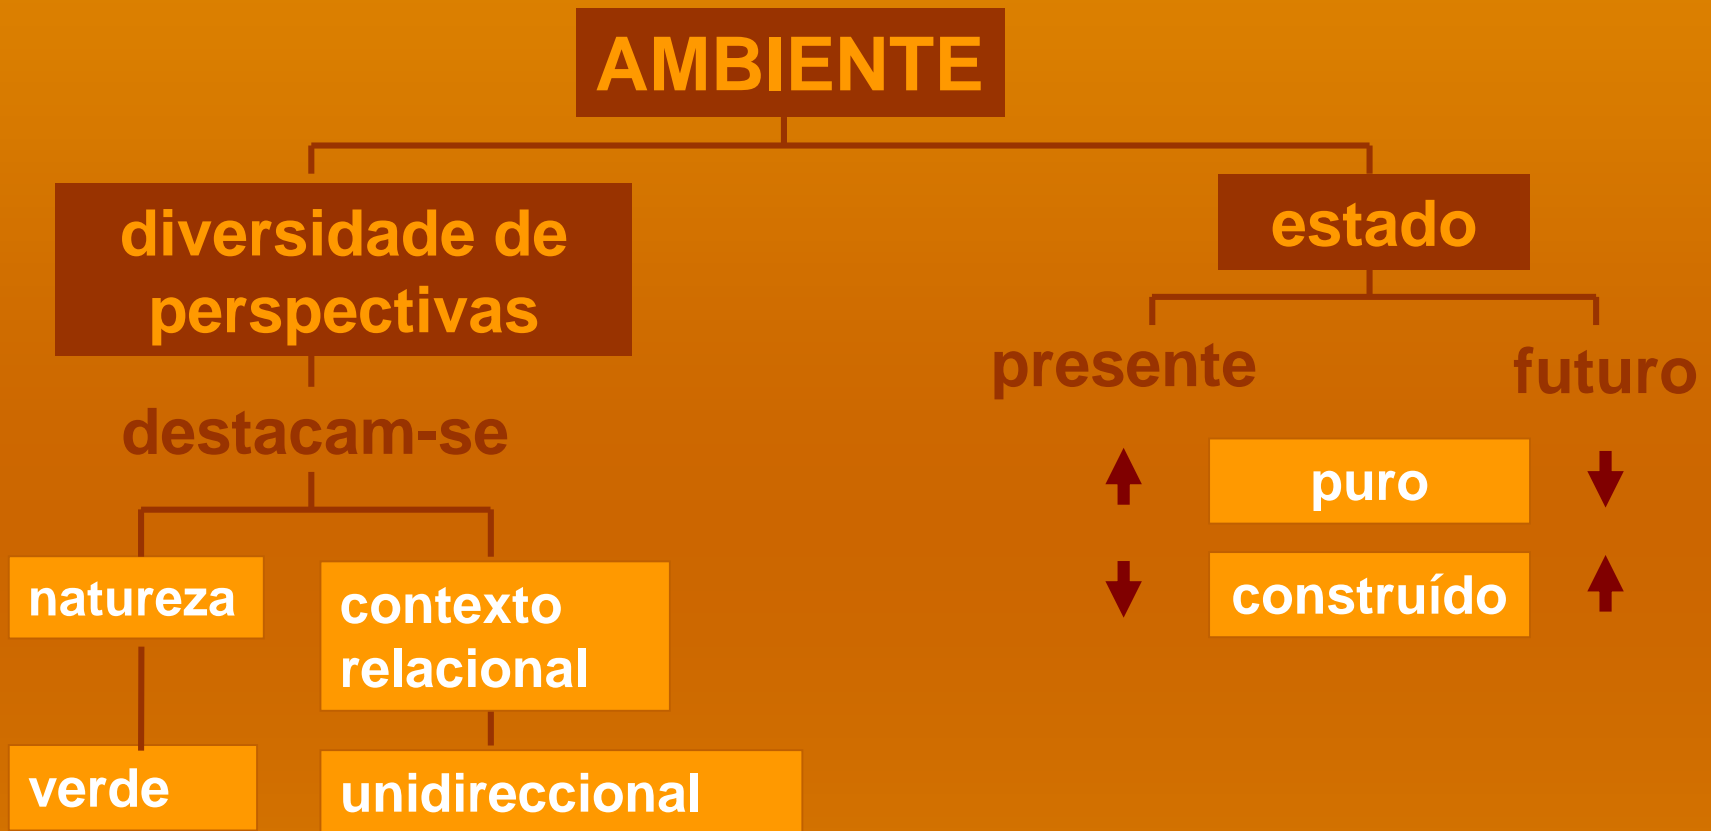 AMBIENTE
diversidade de
perspectivas
destacam-se
natureza
contexto
relacional
verde
unidireccional
estado
presente
futuro
puro
construído